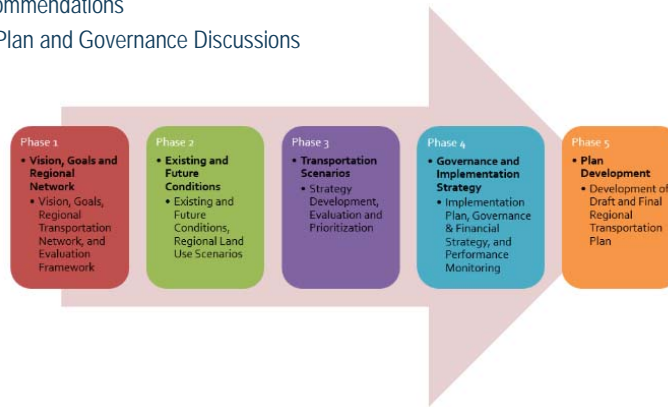 Plan and Governance Discussions
Phase 1
• Vision, Goals and
Regional
Network
• Vision, Goals,
Regional
Transportation
Network, and
Evaluation
Framework
Phase 2
• Existing and
Future
Conditions
• Existing and
Future
Conditions,
Regional Land
Use Scenarios
Phase 3
• Transportation
Scenarios
• Strategy
Development,
Evaluation and
Prioritization
Phase 4
• Governance and
Implementation
Strategy
• Implementation
Plan, Governance
& Financial
Strategy, and
Performance
Monitoring
Phase 5
• Plan
Development
• Development of
Draft and Final
Regional
Transportation
Plan